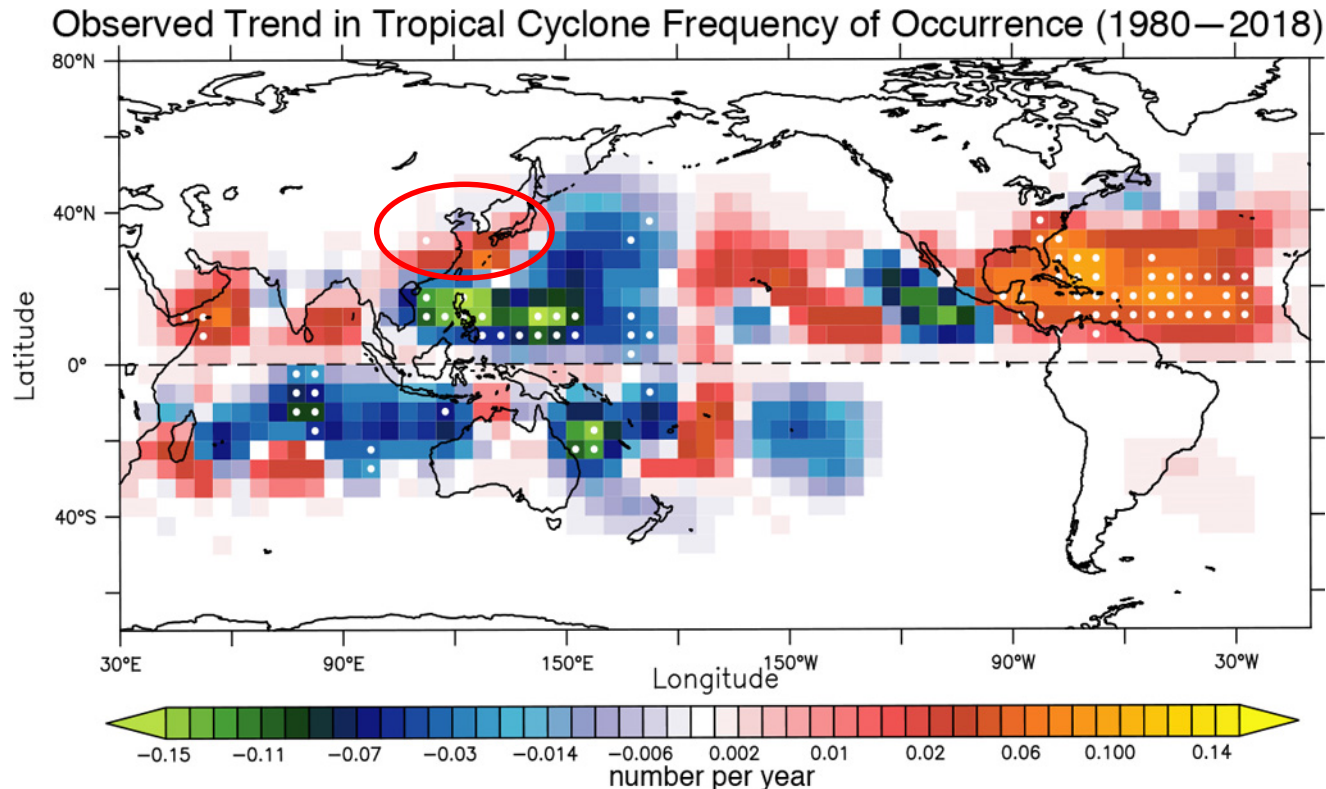 Observed Trend in Tropical Cyclone Frequency of Occurrence (1980—2018)
80°N
40°N
0°
40°S
Latitude
30°E 90°E 150°E 150°W 90°W 30°W
Longitude
−0.15 −0.11 −0.07 −0.03 −0.014 −0.006 0.002 0.01 0.02 0.06 0.100 0.14
number per year